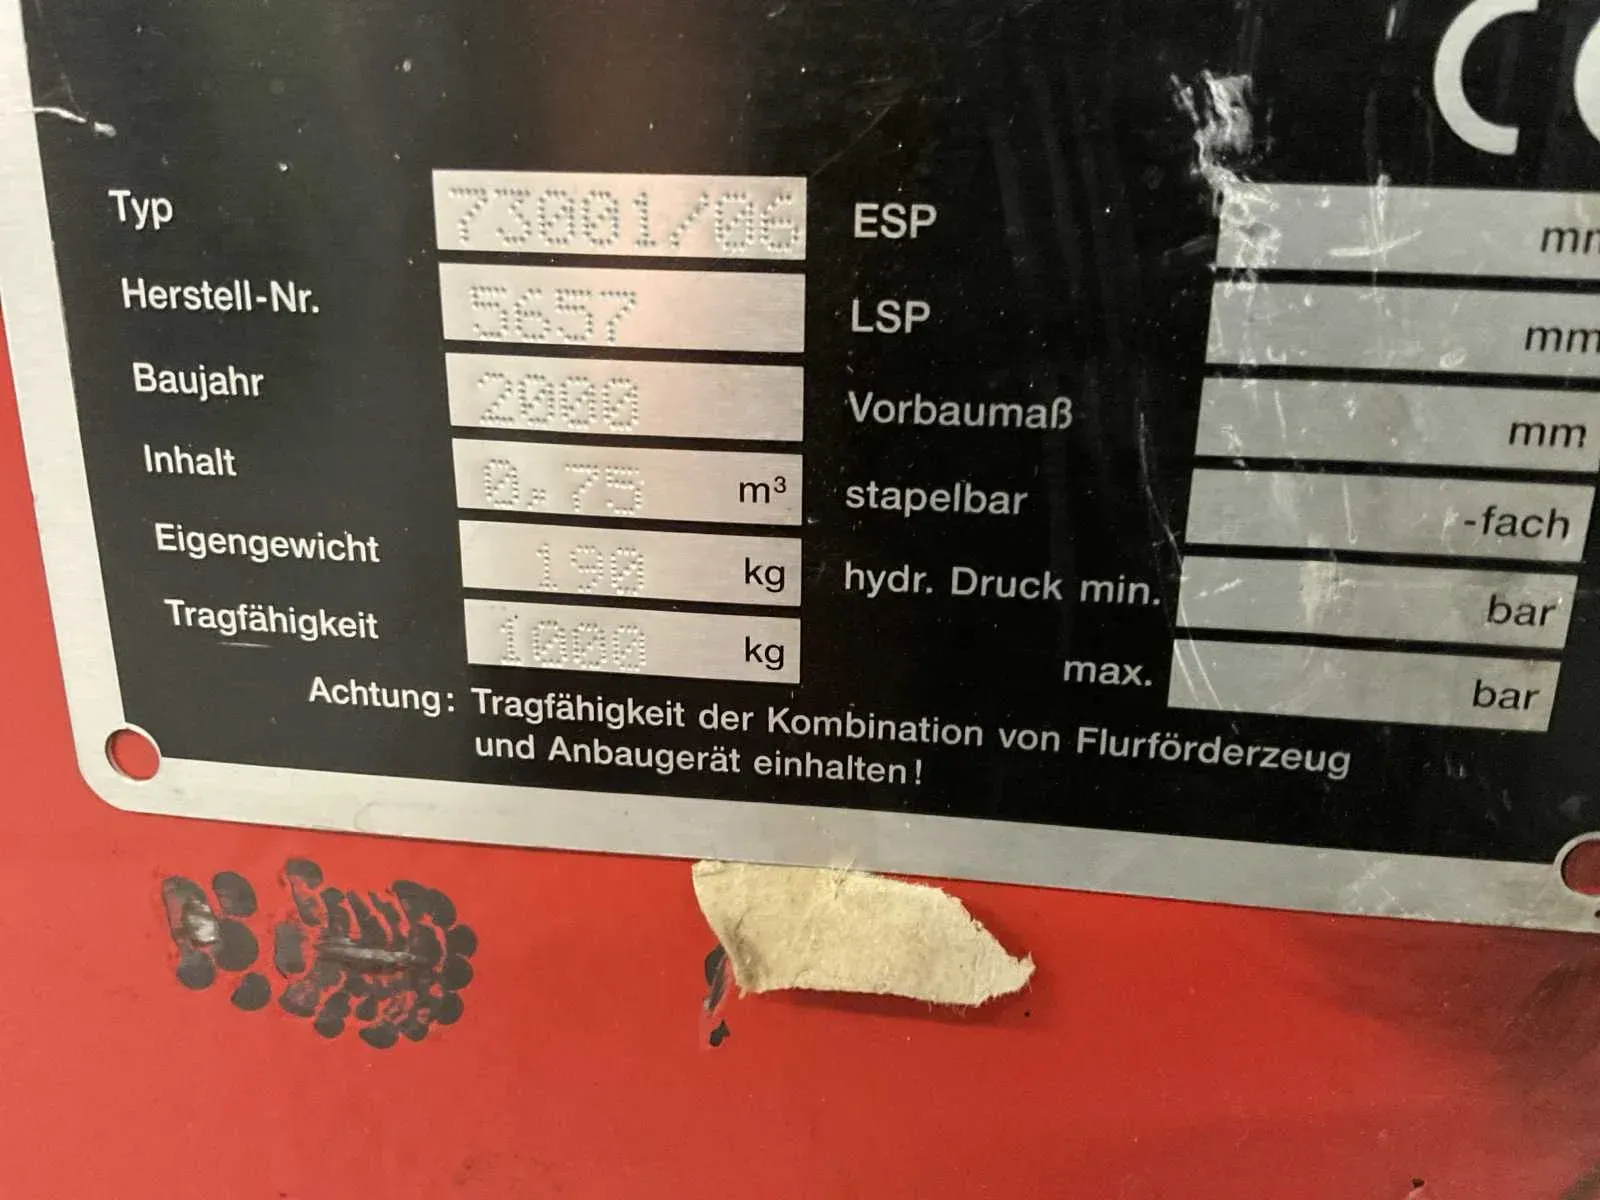 CE
Typ 73001/06
Herstell-Nr. 5657
Baujahr 2000
Inhalt 0,75 m³
Eigengewicht 190 kg
Tragfähigkeit 1000 kg
ESP mm
LSP mm
Vorbaumaß mm
stapelbar -fach
hydr. Druck min. bar
max. bar
Achtung: Tragfähigkeit der Kombination von Flurförderzeug
und Anbaugerät einhalten!